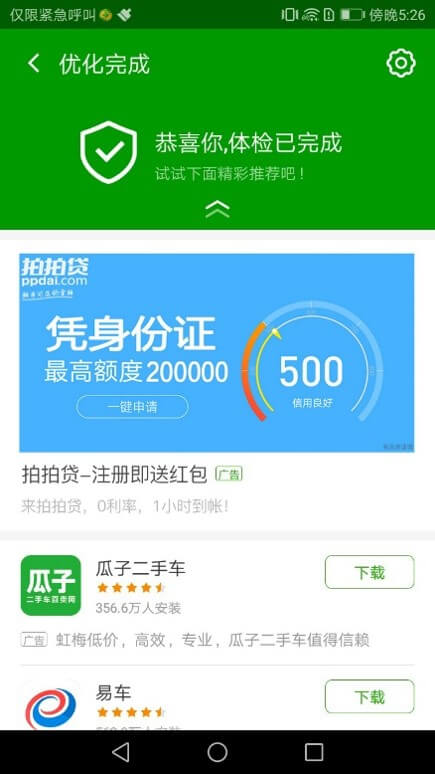 仅限紧急呼叫
傍晚5:26
优化完成
恭喜你,体检已完成
试试下面精彩推荐吧！
拍拍贷
ppdai.com
凭身份证
最高额度200000
一键申请
500
信用良好
拍拍贷–注册即送红包 广告
来拍拍贷，0利率，1小时到帐!
瓜子
二手车直卖网
瓜子二手车
356.6万人安装
下载
广告 虹梅低价，高效，专业，瓜子二手车值得信赖
易车
下载